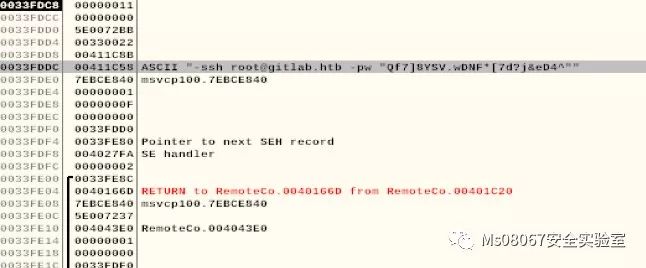 0033FDC8 00000011
0033FDCC 00000000
0033FDD0 5E0072BB
0033FDD4 00330022
0033FDD8 00411C8B
0033FDDC 00411C58 ASCII "-ssh root@gitlab.htb -pw "Qf7]8YSV.wDNF*[7d?j&eD4^""
0033FDE0 7EBCE840 msvcp100.7EBCE840
0033FDE4 00000001
0033FDE8 0000000F
0033FDEC 00000000
0033FDF0 0033FDD0
0033FDF4 0033FE80 Pointer to next SEH record
0033FDF8 004027FA SE handler
0033FDFC 00000002
0033FE00 0033FE8C
0033FE04 0040166D RETURN to RemoteCo.0040166D from RemoteCo.00401C20
0033FE08 7EBCE840 msvcp100.7EBCE840
0033FE0C 5E007237
0033FE10 004043E0 RemoteCo.004043E0
0033FE14 00000001
0033FE18 00000000
0033FE1C 0033FDF0
Ms08067安全实验室